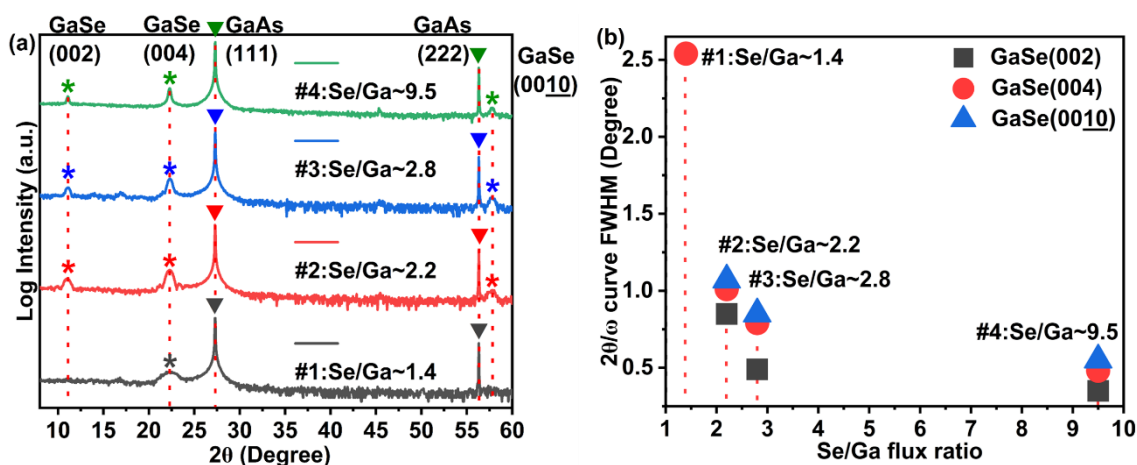 (a)
GaSe
(002)
GaSe
(004)
GaAs
(111)
GaAs
(222)
GaSe
(0010)
#4:Se/Ga~9.5
#3:Se/Ga~2.8
#2:Se/Ga~2.2
#1:Se/Ga~1.4
Log Intensity (a.u.)
10 15 20 25 30 35 40 45 50 55 60
2θ (Degree)
(b)
2θ/ω curve FWHM (Degree)
2.5
2.0
1.5
1.0
0.5
#1:Se/Ga~1.4
GaSe(002)
GaSe(004)
GaSe(0010)
#2:Se/Ga~2.2
#3:Se/Ga~2.8
#4:Se/Ga~9.5
1 2 3 4 5 6 7 8 9 10
Se/Ga flux ratio